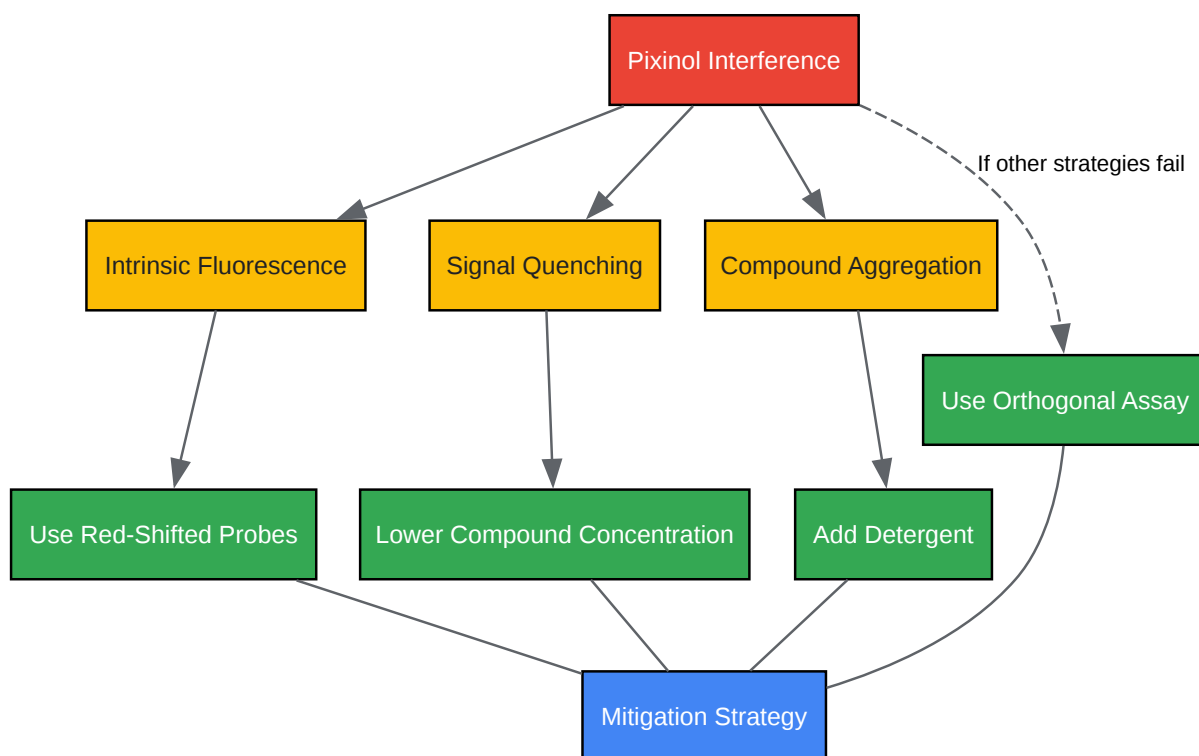 Pixinol Interference
If other strategies fail
Intrinsic Fluorescence
Signal Quenching
Compound Aggregation
Use Orthogonal Assay
Use Red-Shifted Probes
Lower Compound Concentration
Add Detergent
Mitigation Strategy